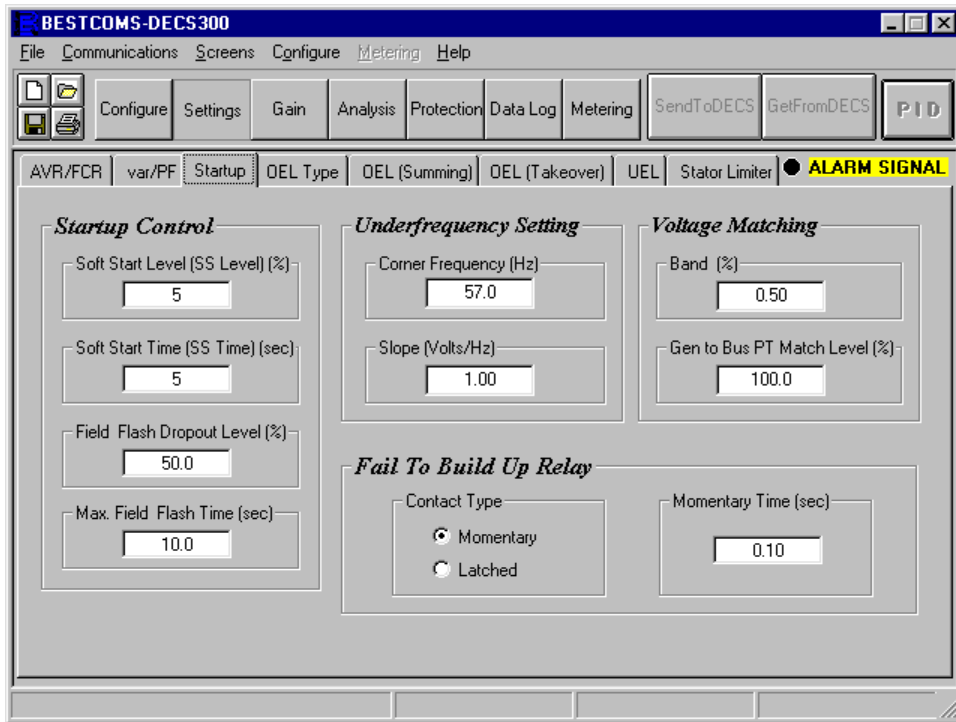 BESTCOMS-DECS300
File Communications Screens Configure Metering Help
Configure Settings Gain Analysis Protection Data Log Metering SendToDECS GetFromDECS PID
AVR/FCR var/PF Startup OEL Type OEL (Summing) OEL (Takeover) UEL Stator Limiter ALARM SIGNAL
Startup Control
Soft Start Level (SS Level) (%)
5
Soft Start Time (SS Time) (sec)
5
Field Flash Dropout Level (%)
50.0
Max. Field Flash Time (sec)
10.0
Underfrequency Setting
Corner Frequency (Hz)
57.0
Slope (Volts/Hz)
1.00
Voltage Matching
Band (%)
0.50
Gen to Bus PT Match Level (%)
100.0
Fail To Build Up Relay
Contact Type
Momentary
Latched
Momentary Time (sec)
0.10